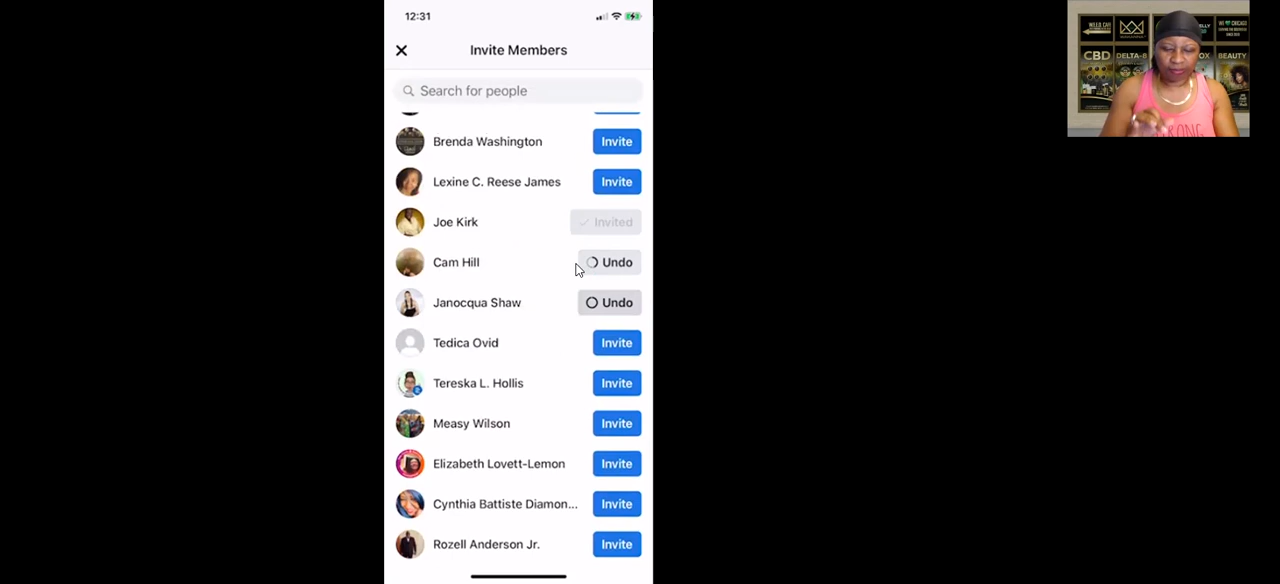 12:31
Invite Members
Search for people
Brenda Washington Invite
Lexine C. Reese James Invite
Joe Kirk Invited
Cam Hill Undo
Janocqua Shaw Undo
Tedica Ovid Invite
Tereska L. Hollis Invite
Measy Wilson Invite
Elizabeth Lovett-Lemon Invite
Cynthia Battiste Diamon... Invite
Rozell Anderson Jr. Invite
CBD
DELTA-8
BEAUTY